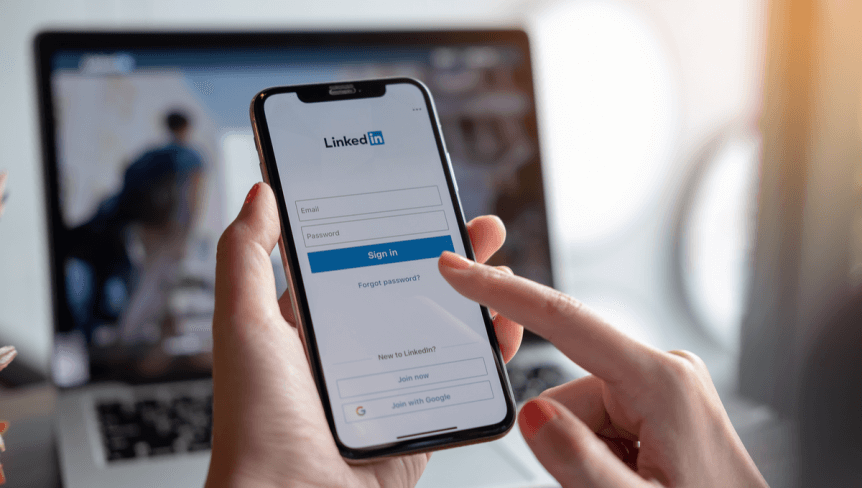 LinkedIn
Email
Password
Sign in
Forgot password?
New to LinkedIn?
Join now
G Join with Google